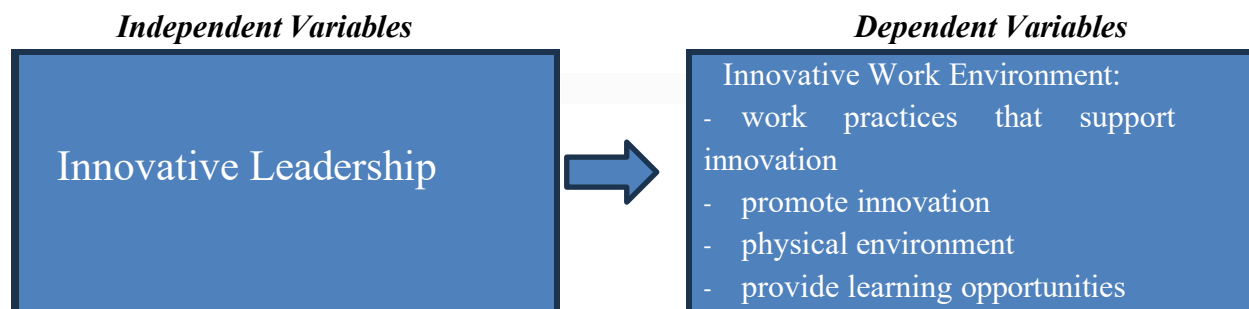 Independent Variables
Innovative Leadership
Dependent Variables
Innovative Work Environment:
- work practices that support
innovation
- promote innovation
- physical environment
- provide learning opportunities